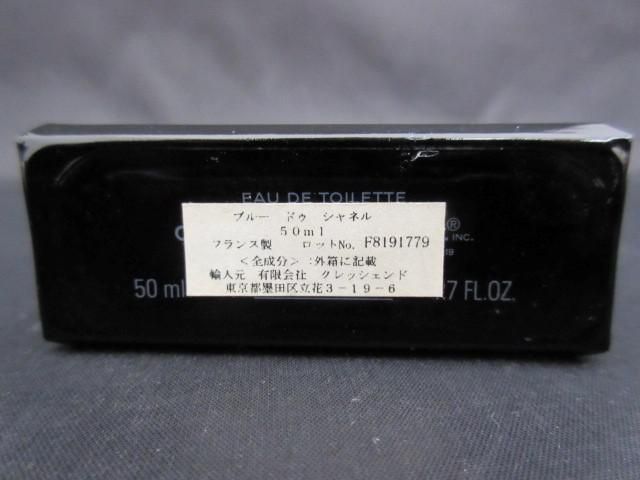 EAU DE TOILETTE
ブルー ドゥ シャネル
50ml
フランス製 ロットNo. F8191779
<全成分>:外箱に記載
輸入元 有限会社 クレッシェンド
東京都墨田区立花3-19-6
® 
INC.
50 ml
.7 FL.OZ.